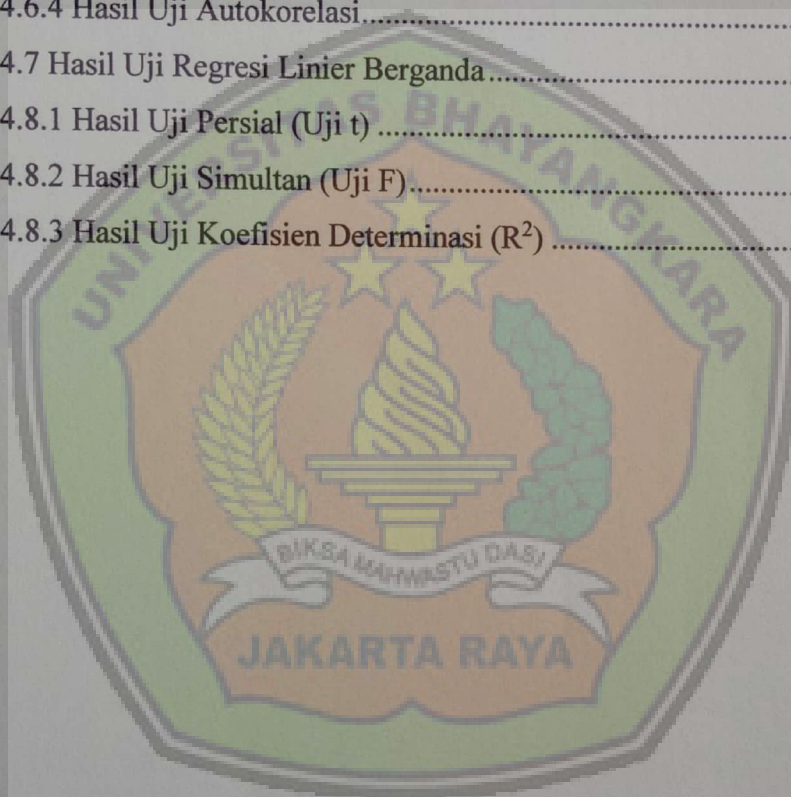 4.6.4 Hasil Uji Autokorelasi
4.7 Hasil Uji Regresi Linier Berganda
4.8.1 Hasil Uji Persial (Uji t)
4.8.2 Hasil Uji Simultan (Uji F)
4.8.3 Hasil Uji Koefisien Determinasi (R²)
UNIVERSITAS BHAYANGKARA
BIKSA MAHWASTU DASI
JAKARTA RAYA